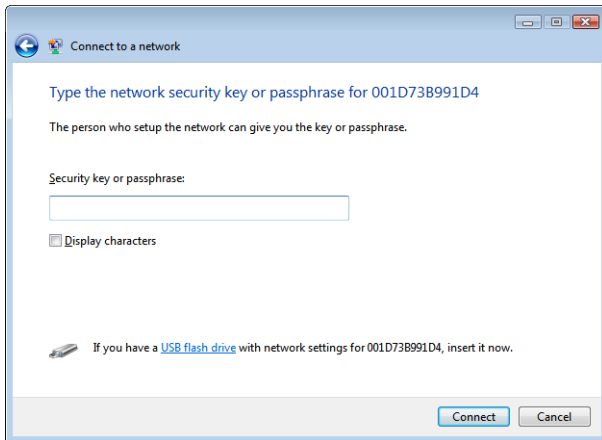 Connect to a network
Type the network security key or passphrase for 001D73B991D4
The person who setup the network can give you the key or passphrase.
Security key or passphrase:
Display characters
If you have a USB flash drive with network settings for 001D73B991D4, insert it now.
Connect Cancel